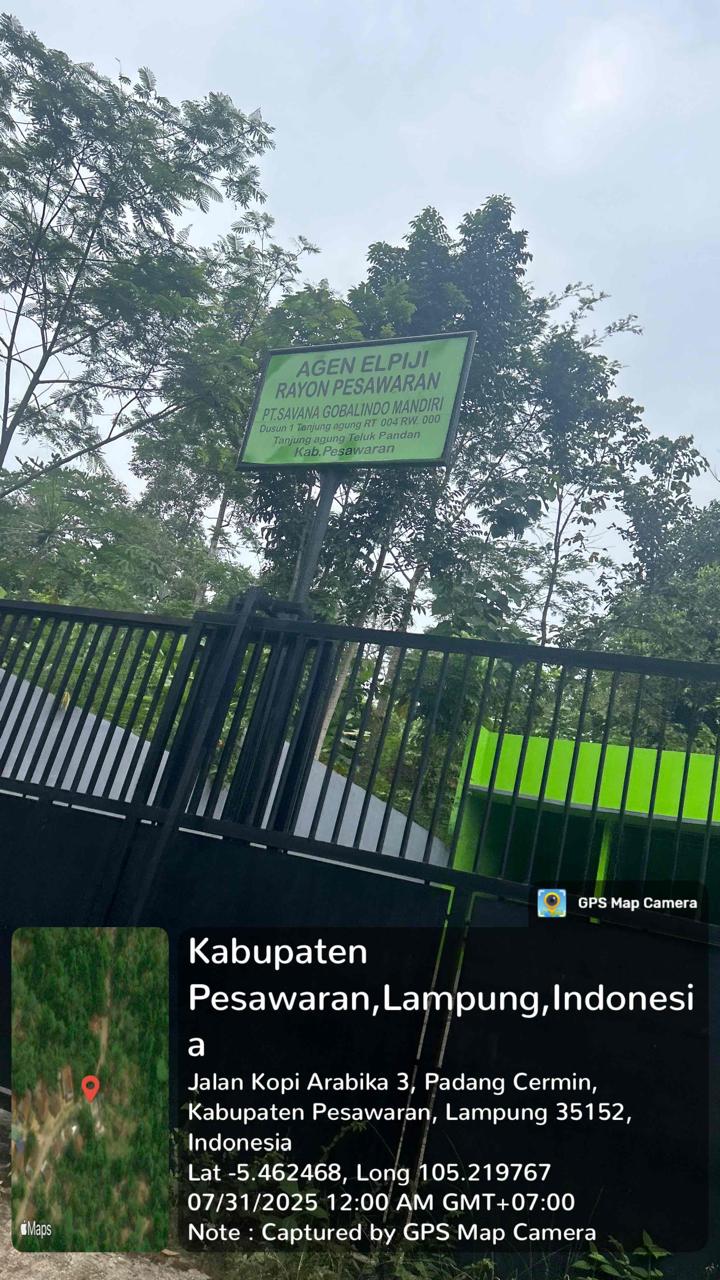 AGEN ELPIJI
RAYON PESAWARAN
PT.SAVANA GOBALINDO MANDIRI
Dusun 1 Tanjung agung RT 004 RW. 000
Tanjung agung Teluk Pandan
Kab.Pesawaran
GPS Map Camera
Kabupaten
Pesawaran,Lampung,Indonesi
a
Jalan Kopi Arabika 3, Padang Cermin,
Kabupaten Pesawaran, Lampung 35152,
Indonesia
Lat -5.462468, Long 105.219767
07/31/2025 12:00 AM GMT+07:00
Note : Captured by GPS Map Camera
Maps